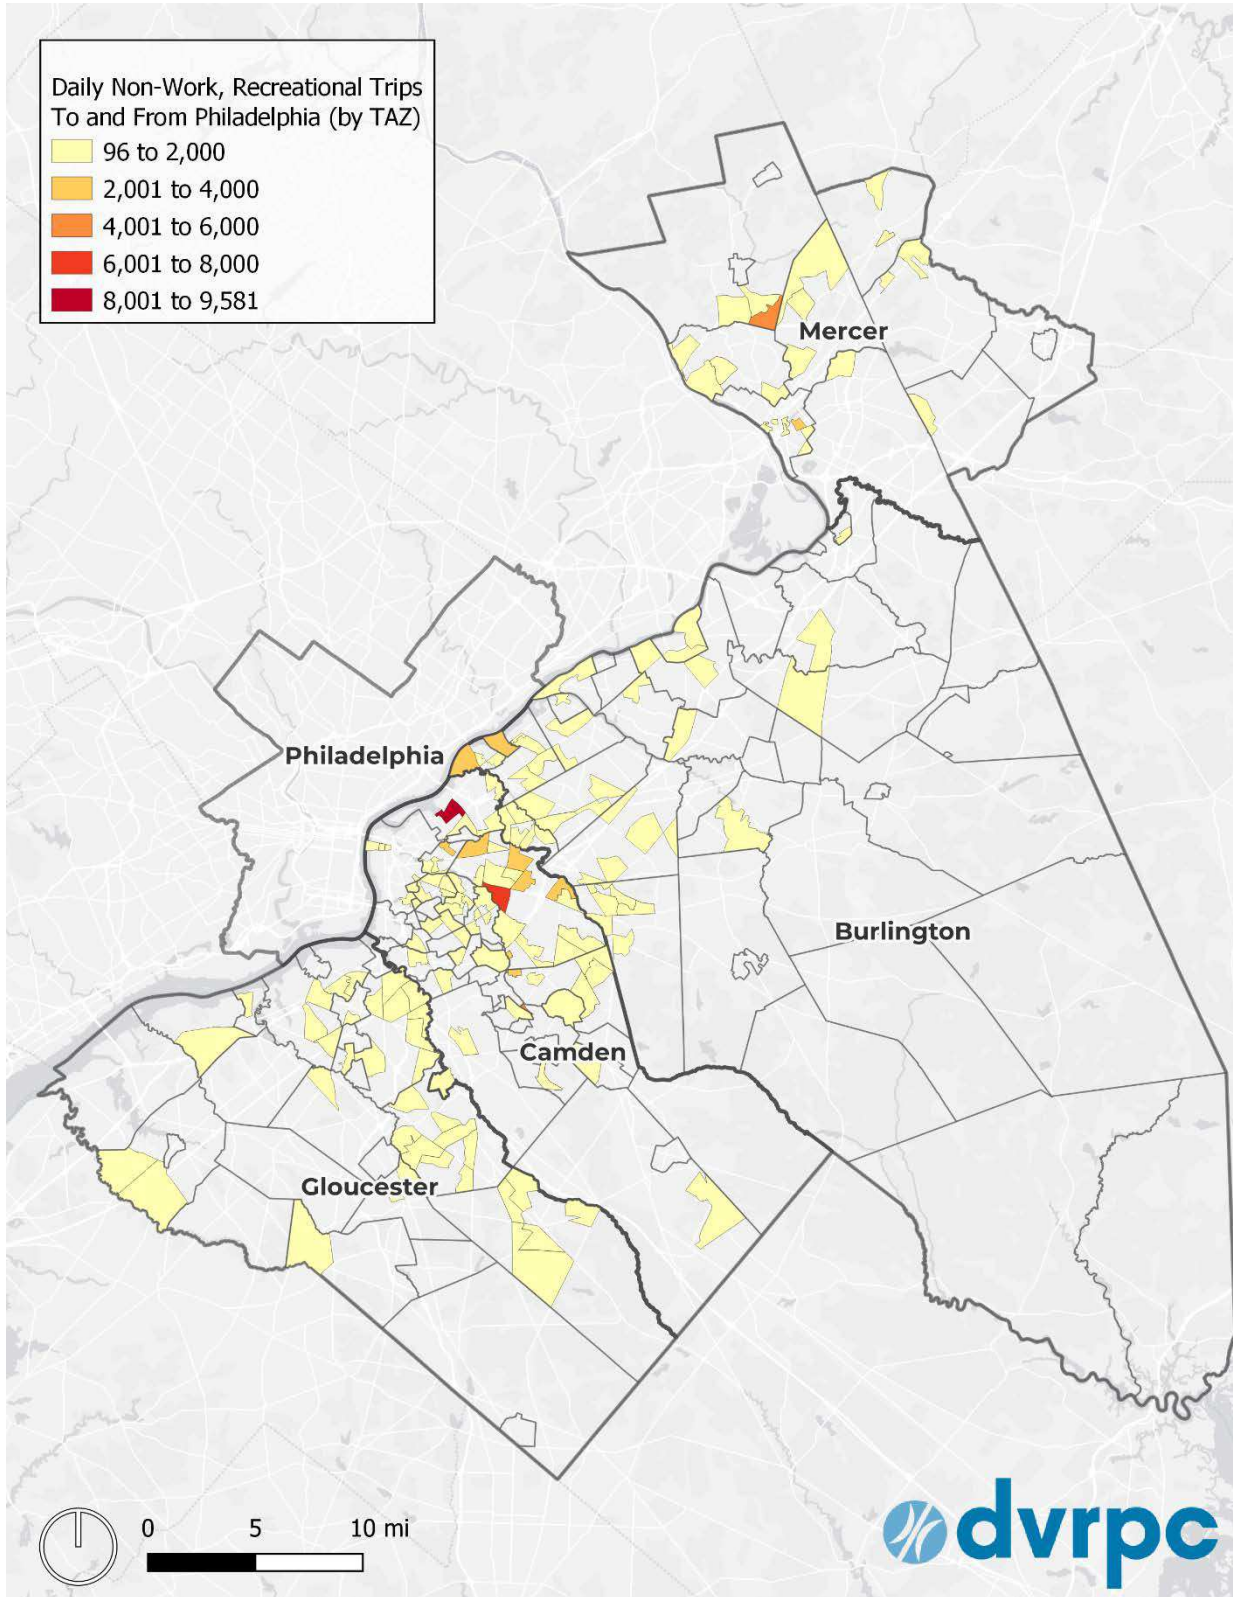 Daily Non-Work, Recreational Trips
To and From Philadelphia (by TAZ)
96 to 2,000
2,001 to 4,000
4,001 to 6,000
6,001 to 8,000
8,001 to 9,581
Mercer
Philadelphia
Burlington
Camden
Gloucester
0 5 10 mi
dvrpc